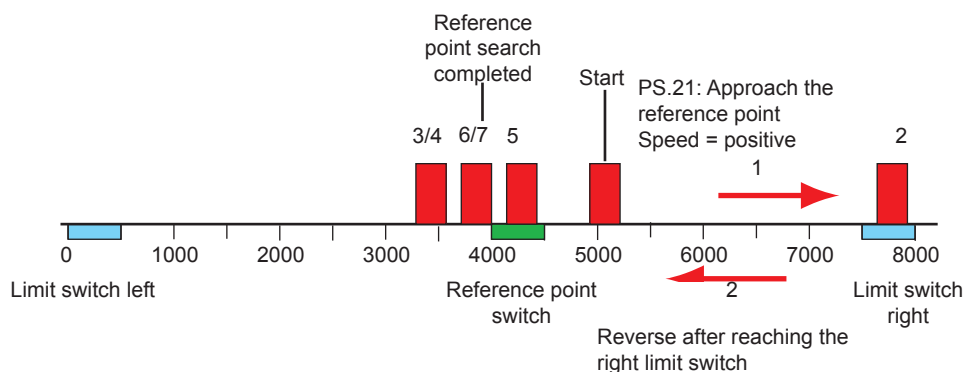 Reference
point search
completed
Start
PS.21: Approach the
reference point
Speed = positive
3/4
6/7
5
1
2
0
1000
2000
3000
4000
5000
6000
7000
8000
Limit switch left
Reference point
switch
2
Limit switch
right
Reverse after reaching the
right limit switch